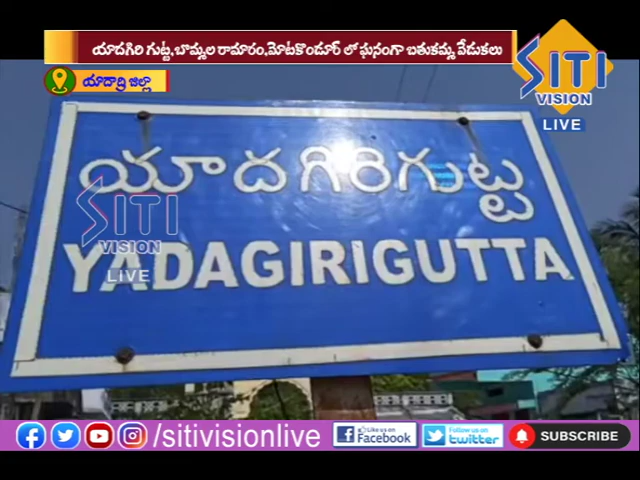 యాదగిరి గుట్ట,బొమ్మల రామారం,మోటకొండూర్ లో ఘనంగా బతుకమ్మ వేడుకలు
SITI
VISION
LIVE
యాదాద్రి జిల్లా
యాదగిరిగుట్ట
SITI
VISION
LIVE
YADAGIRIGUTTA
/sitivisionlive
Like us on
Facebook
Follow us on
twitter
SUBSCRIBE